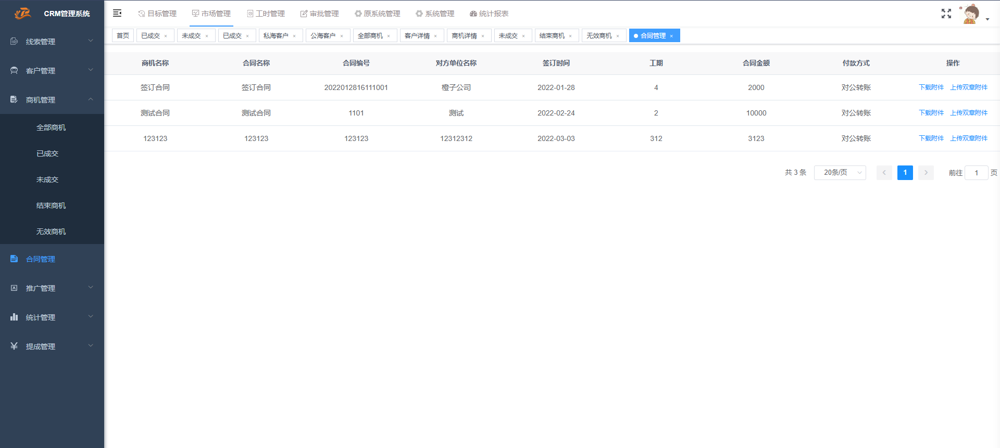 CRM管理系统
目标管理 市场管理 工时管理 审批管理 原系统管理 系统管理 统计报表
首页 已成交 × 未成交 × 已成交 × 私海客户 × 公海客户 × 全部商机 × 客户详情 × 商机详情 × 未成交 × 结束商机 × 无效商机 × 合同管理 ×
线索管理
客户管理
商机管理
全部商机
已成交
未成交
结束商机
无效商机
合同管理
推广管理
统计管理
提成管理
商机名称 合同名称 合同编号 对方单位名称 签订时间 工期 合同金额 付款方式 操作
签订合同 签订合同 2022012816111001 橙子公司 2022-01-28 4 2000 对公转账 下载附件 上传双章附件
测试合同 测试合同 1101 测试 2022-02-24 2 10000 对公转账 下载附件 上传双章附件
123123 123123 123123 12312312 2022-03-03 312 3123 对公转账 下载附件 上传双章附件
共 3 条 20条/页 1 前往 1 页